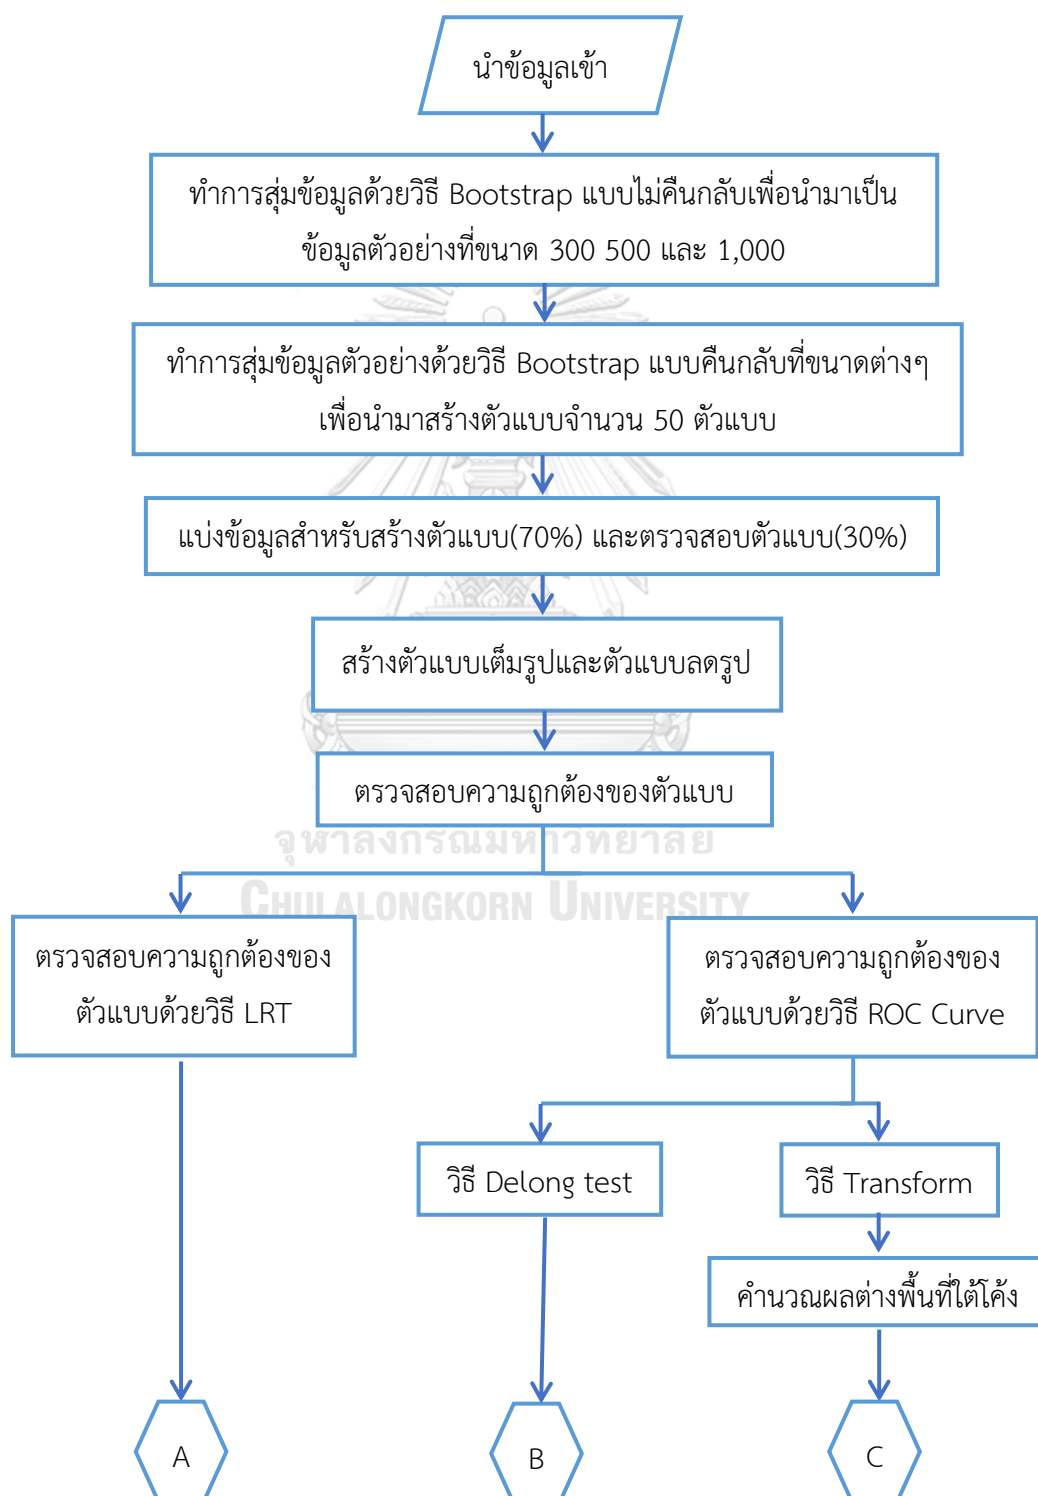 นำข้อมูลเข้า
ทำการสุ่มข้อมูลด้วยวิธี Bootstrap แบบไม่คืนกลับเพื่อนำมาเป็น
ข้อมูลตัวอย่างที่ขนาด 300 500 และ 1,000
ทำการสุ่มข้อมูลตัวอย่างด้วยวิธี Bootstrap แบบคืนกลับที่ขนาดต่างๆ
เพื่อนำมาสร้างตัวแบบจำนวน 50 ตัวแบบ
แบ่งข้อมูลสำหรับสร้างตัวแบบ(70%) และตรวจสอบตัวแบบ(30%)
สร้างตัวแบบเต็มรูปและตัวแบบลดรูป
ตรวจสอบความถูกต้องของตัวแบบ
จุฬาลงกรณ์มหาวิทยาลัย
CHULALONGKORN UNIVERSITY
ตรวจสอบความถูกต้องของ
ตัวแบบด้วยวิธี LRT
ตรวจสอบความถูกต้องของ
ตัวแบบด้วยวิธี ROC Curve
วิธี Delong test
วิธี Transform
คำนวณผลต่างพื้นที่ใต้โค้ง
A
B
C